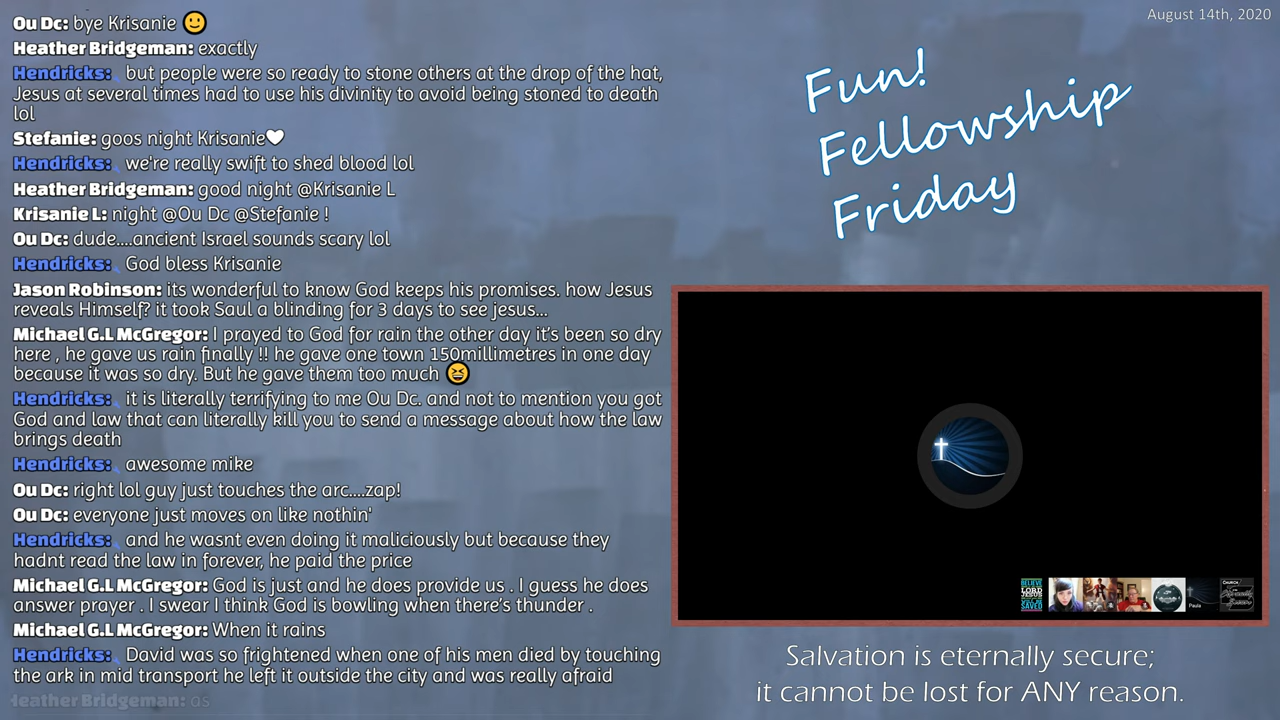 Ou Dc: bye Krisanie 🙂
Heather Bridgeman: exactly
Hendricks: but people were so ready to stone others at the drop of the hat,
Jesus at several times had to use his divinity to avoid being stoned to death
lol
Stefanie: goos night Krisanie🤍
Hendricks: we're really swift to shed blood lol
Heather Bridgeman: good night @Krisanie L
Krisanie L: night @Ou Dc @Stefanie !
Ou Dc: dude....ancient Israel sounds scary lol
Hendricks: God bless Krisanie
Jason Robinson: its wonderful to know God keeps his promises. how Jesus
reveals Himself? it took Saul a blinding for 3 days to see jesus...
Michael G.L McGregor: I prayed to God for rain the other day it's been so dry
here , he gave us rain finally !! he gave one town 150millimetres in one day
because it was so dry. But he gave them too much 😆
Hendricks: it is literally terrifying to me Ou Dc. and not to mention you got
God and law that can literally kill you to send a message about how the law
brings death
Hendricks: awesome mike
Ou Dc: right lol guy just touches the arc....zap!
Ou Dc: everyone just moves on like nothin'
Hendricks: and he wasnt even doing it maliciously but because they
hadnt read the law in forever, he paid the price
Michael G.L McGregor: God is just and he does provide us . I guess he does
answer prayer . I swear I think God is bowling when there's thunder .
Michael G.L McGregor: When it rains
Hendricks: David was so frightened when one of his men died by touching
the ark in mid transport he left it outside the city and was really afraid
Heather Bridgeman: as
August 14th, 2020
Fun!
Fellowship
Friday
BELIEVE
LORD
JESUS
SAVED
Paula
CHURCH
Salvation is eternally secure;
it cannot be lost for ANY reason.